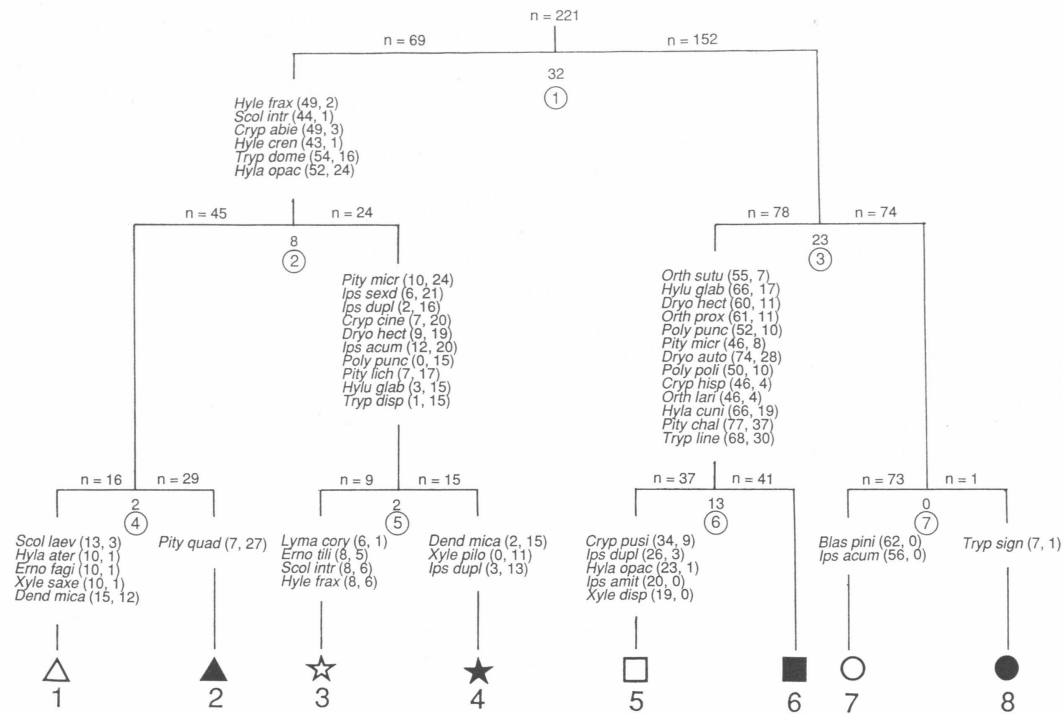 n = 221
n = 69
n = 152
32
1
Hyle frax (49, 2)
Scol intr (44, 1)
Cryp abie (49, 3)
Hyle cren (43, 1)
Tryp dome (54, 16)
Hyla opac (52, 24)
n = 45
n = 24
8
2
n = 78
n = 74
23
3
Pity micr (10, 24)
Ips sexd (6, 21)
Ips dupl (2, 16)
Cryp cine (7, 20)
Dryo hect (9, 19)
Ips acum (12, 20)
Poly punc (0, 15)
Pity lich (7, 17)
Hylu glab (3, 15)
Tryp disp (1, 15)
Orth sutu (55, 7)
Hylu glab (66, 17)
Dryo hect (60, 11)
Orth prox (61, 11)
Poly punc (52, 10)
Pity micr (46, 8)
Dryo auto (74, 28)
Poly poli (50, 10)
Cryp hisp (46, 4)
Orth lari (46, 4)
Hyla cuni (66, 19)
Pity chal (77, 37)
Tryp line (68, 30)
n = 16
n = 29
2
4
n = 9
n = 15
2
5
n = 37
n = 41
13
6
n = 73
n = 1
0
7
Scol laev (13, 3)
Hyla ater (10, 1)
Erno fagi (10, 1)
Xyle saxe (10, 1)
Dend mica (15, 12)
Pity quad (7, 27)
Lyma cory (6, 1)
Erno tili (8, 5)
Scol intr (8, 6)
Hyle frax (8, 6)
Dend mica (2, 15)
Xyle pilo (0, 11)
Ips dupl (3, 13)
Cryp pusi (34, 9)
Ips dupl (26, 3)
Hyla opac (23, 1)
Ips amit (20, 0)
Xyle disp (19, 0)
Blas pini (62, 0)
Ips acum (56, 0)
Tryp sign (7, 1)
1
2
3
4
5
6
7
8